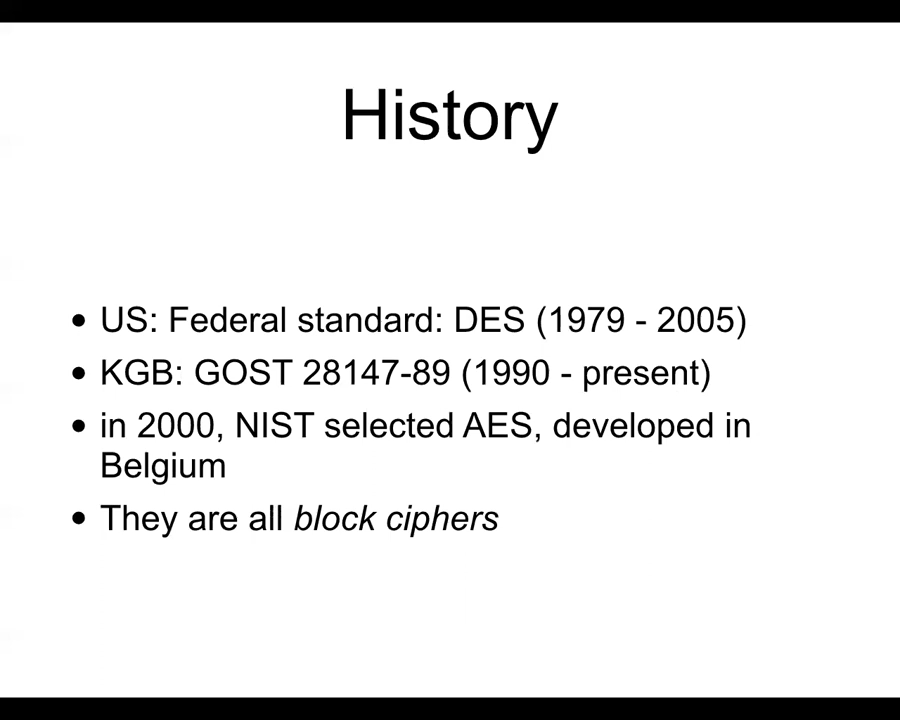 History
• US: Federal standard: DES (1979 - 2005)
• KGB: GOST 28147-89 (1990 - present)
• in 2000, NIST selected AES, developed in
Belgium
• They are all block ciphers